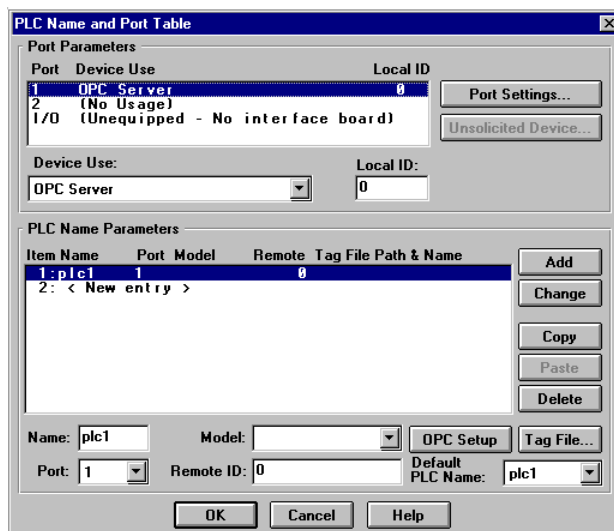 PLC Name and Port Table
Port Parameters
Port Device Use Local ID
1 OPC Server 0
2 (No Usage)
I/O (Unequipped - No interface board)
Port Settings...
Unsolicited Device...
Device Use: Local ID:
OPC Server 0
PLC Name Parameters
Item Name Port Model Remote Tag File Path & Name
1:plc1 1 0
2: < New entry >
Add
Change
Copy
Paste
Delete
Name: plc1 Model: OPC Setup Tag File...
Port: 1 Remote ID: 0 Default PLC Name: plc1
OK Cancel Help